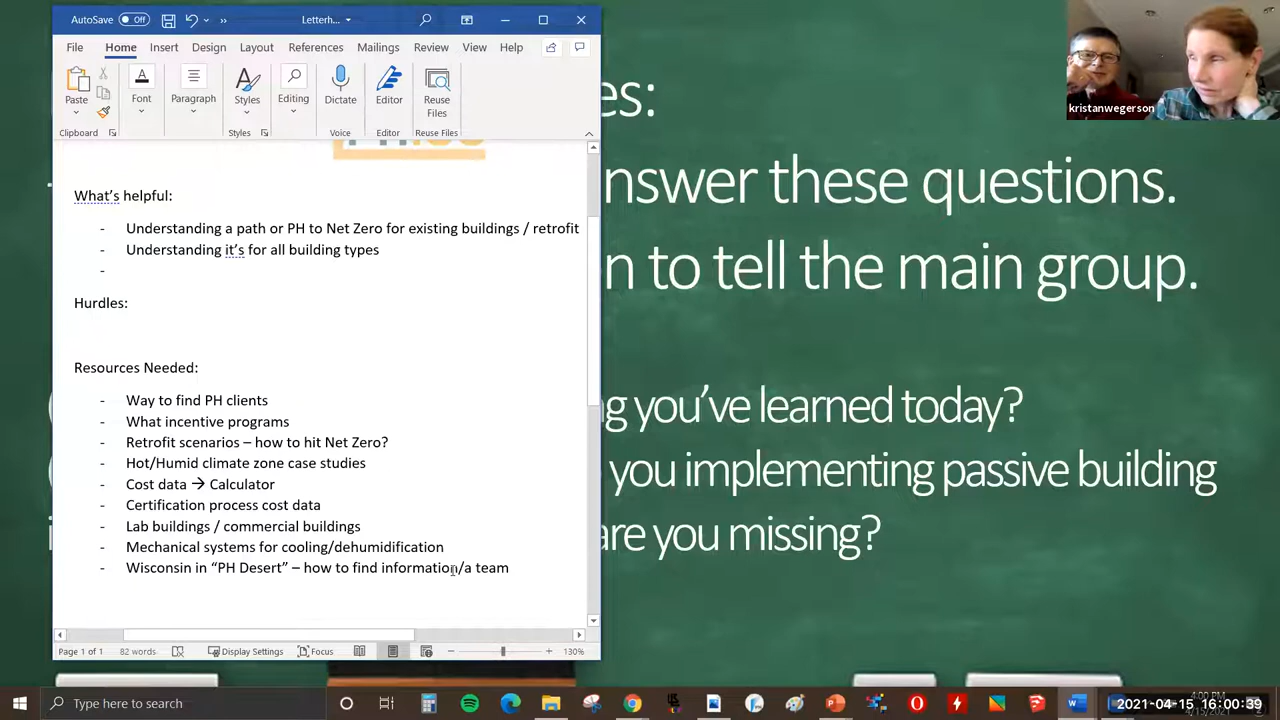 AutoSave Off Letterh...
File Home Insert Design Layout References Mailings Review View Help
Paste Font Paragraph Styles Editing Dictate Editor Reuse Files
Clipboard Styles Voice Editor Reuse Files
What's helpful:
- Understanding a path or PH to Net Zero for existing buildings / retrofit
- Understanding it's for all building types
-
Hurdles:
Resources Needed:
- Way to find PH clients
- What incentive programs
- Retrofit scenarios – how to hit Net Zero?
- Hot/Humid climate zone case studies
- Cost data → Calculator
- Certification process cost data
- Lab buildings / commercial buildings
- Mechanical systems for cooling/dehumidification
- Wisconsin in “PH Desert” – how to find information/a team
Page 1 of 1 82 words Display Settings Focus 130%
es:
nswer these questions.
n to tell the main group.
g you’ve learned today?
you implementing passive building
are you missing?
kristanwegerson
Type here to search
4:00 PM
2021-04-15 16:00:39
4/15/2021